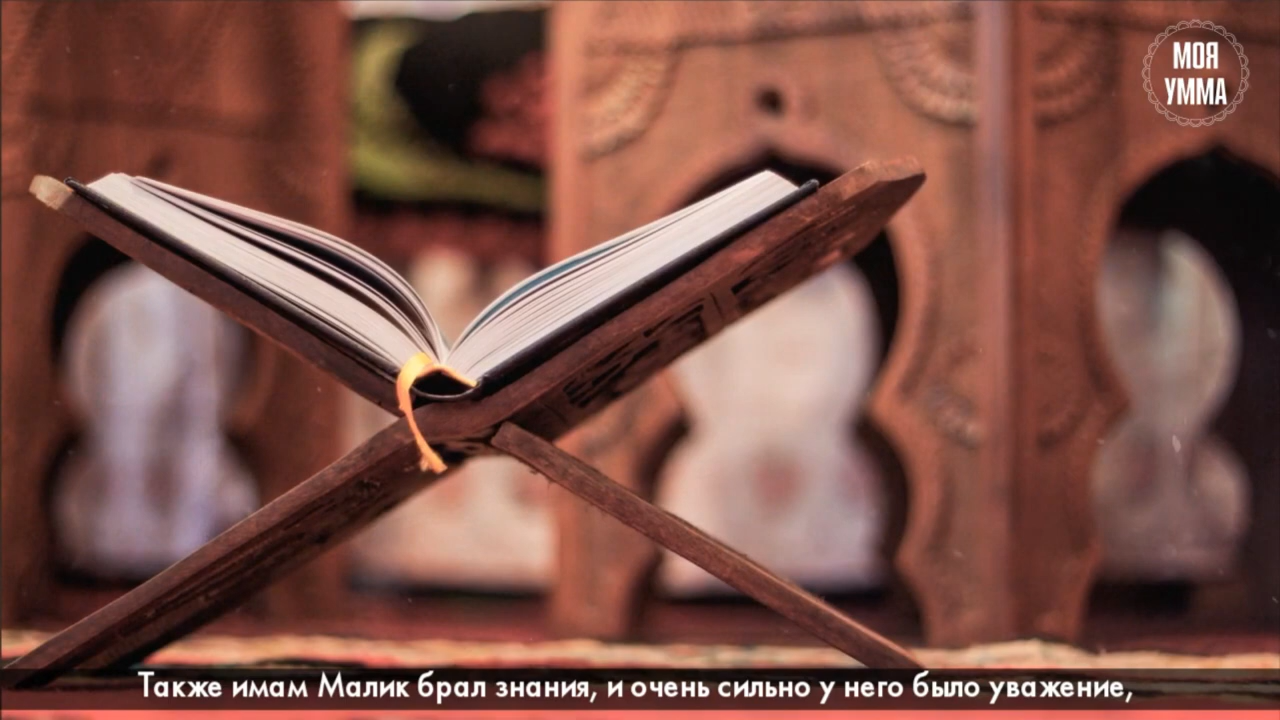 МОЯ
УММА
Также имам Малик брал знания, и очень сильно у него было уважение,